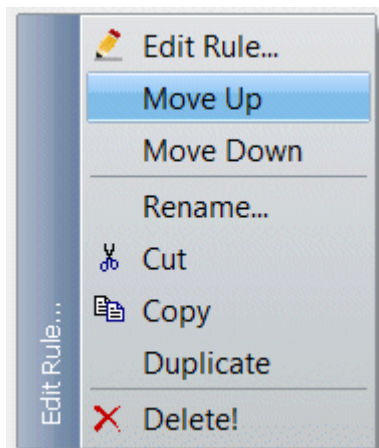 Edit Rule...
Move Up
Move Down
Rename...
Cut
Copy
Duplicate
Delete!
Edit Rule...